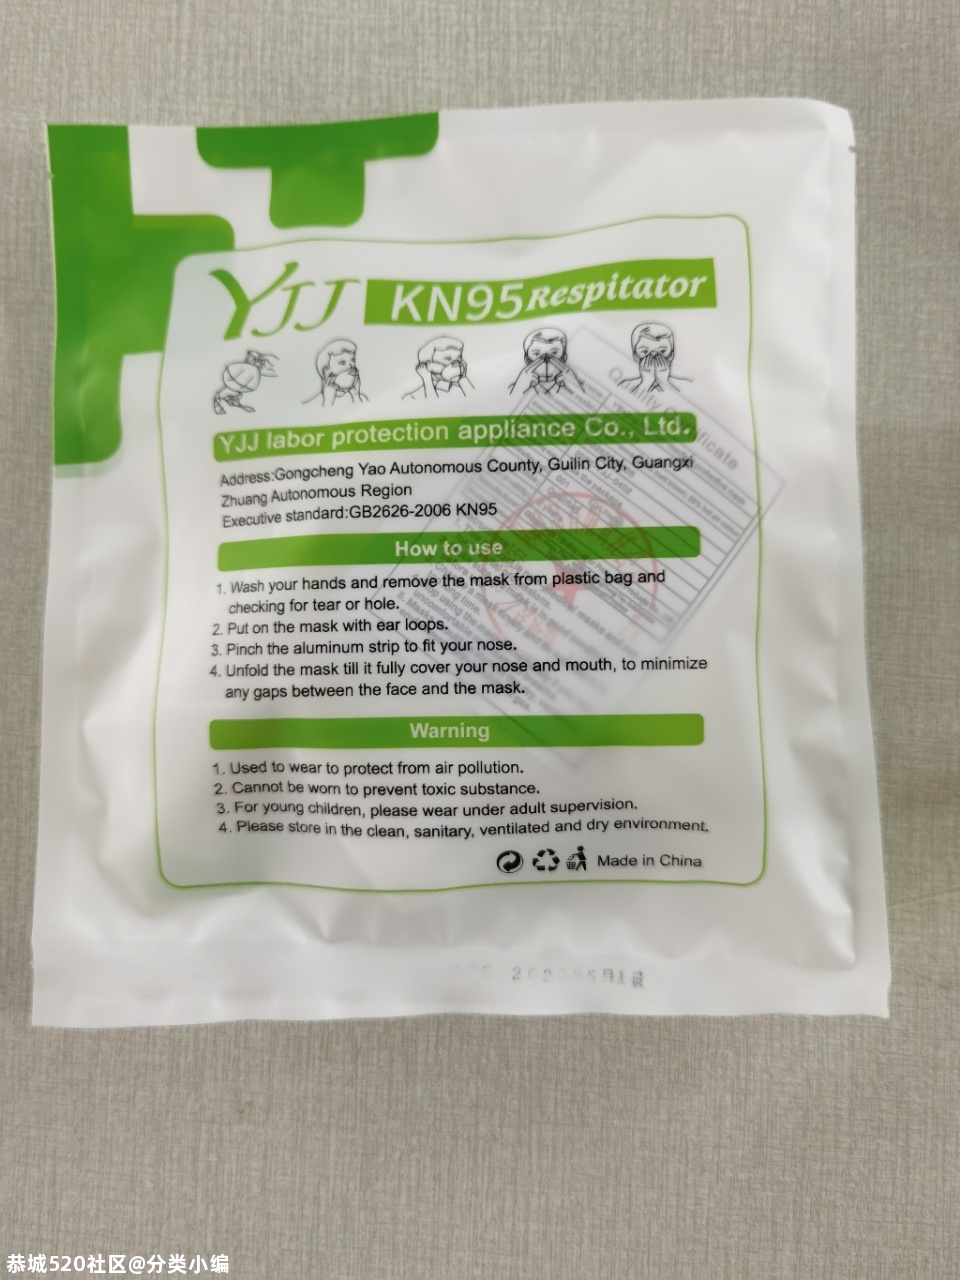 YJJ KN95 Respitator
YJJ labor protection appliance Co., Ltd.
Address:Gongcheng Yao Autonomous County, Guilin City, Guangxi
Zhuang Autonomous Region
Executive standard:GB2626-2006 KN95
How to use
1. Wash your hands and remove the mask from plastic bag and
checking for tear or hole.
2. Put on the mask with ear loops.
3. Pinch the aluminum strip to fit your nose.
4. Unfold the mask till it fully cover your nose and mouth, to minimize
any gaps between the face and the mask.
Warning
1. Used to wear to protect from air pollution.
2. Cannot be worn to prevent toxic substance.
3. For young children, please wear under adult supervision.
4. Please store in the clean, sanitary, ventilated and dry environment.
Made in China
恭城520社区@分类小编